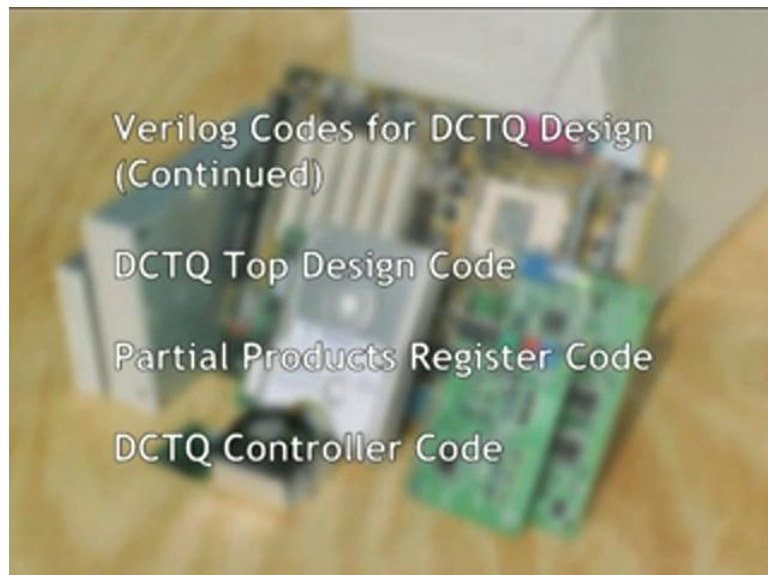 Verilog Codes for DCTQ Design
(Continued)
DCTQ Top Design Code
Partial Products Register Code
DCTQ Controller Code